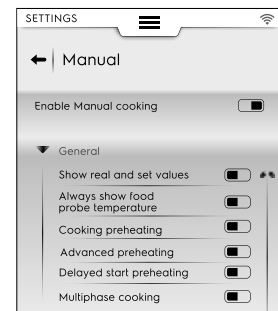 SETTINGS
Manual
Enable Manual cooking
General
Show real and set values
Always show food
probe temperature
Cooking preheating
Advanced preheating
Delayed start preheating
Multiphase cooking